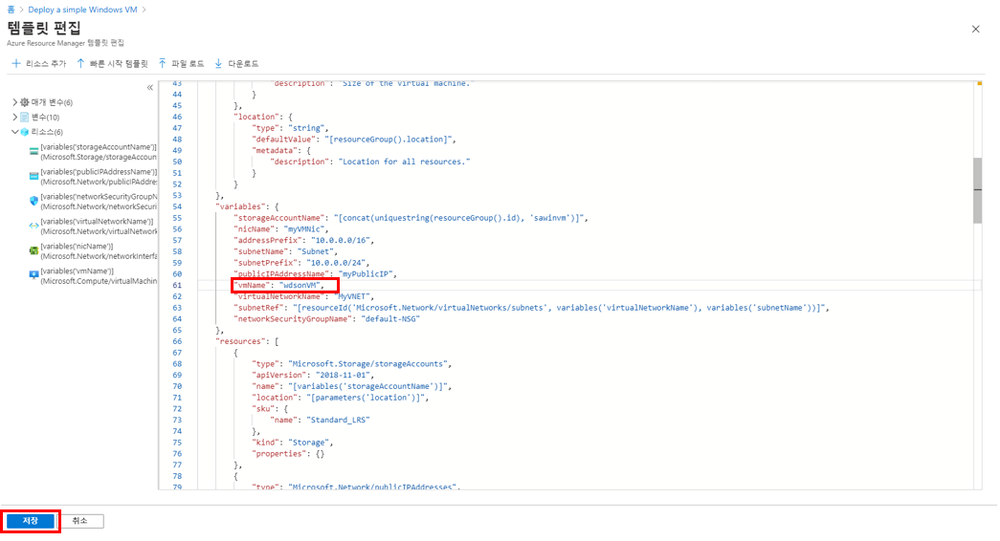 홈 > Deploy a simple Windows VM >
템플릿 편집
Azure Resource Manager 템플릿 편집
리소스 추가 빠른 시작 템플릿 파일 로드 다운로드
매개 변수(6)
변수(10)
리소스(6)
[variables('storageAccountName')]
(Microsoft.Storage/storageAccoun
[variables('publicIPAddressName')]
(Microsoft.Network/publicIPAddre
[variables('networkSecurityGroupN
(Microsoft.Network/networkSecuri
[variables('virtualNetworkName')]
(Microsoft.Network/virtualNetwork
[variables('nicName')]
(Microsoft.Network/networkInterfa
[variables('vmName')]
(Microsoft.Compute/virtualMachin
43 "description": "Size of the virtual machine."
44 }
45 },
46 "location": {
47 "type": "string",
48 "defaultValue": "[resourceGroup().location]",
49 "metadata": {
50 "description": "Location for all resources."
51 }
52 }
53 },
54 "variables": {
55 "storageAccountName": "[concat(uniquestring(resourceGroup().id), 'sawinvm')]",
56 "nicName": "myVMNic",
57 "addressPrefix": "10.0.0.0/16",
58 "subnetName": "Subnet",
59 "subnetPrefix": "10.0.0.0/24",
60 "publicIPAddressName": "myPublicIP",
61 "vmName": "wdsonVM",
62 "virtualNetworkName": "MyVNET",
63 "subnetRef": "[resourceId('Microsoft.Network/virtualNetworks/subnets', variables('virtualNetworkName'), variables('subnetName'))]",
64 "networkSecurityGroupName": "default-NSG"
65 },
66 "resources": [
67 {
68 "type": "Microsoft.Storage/storageAccounts",
69 "apiVersion": "2018-11-01",
70 "name": "[variables('storageAccountName')]",
71 "location": "[parameters('location')]",
72 "sku": {
73 "name": "Standard_LRS"
74 },
75 "kind": "Storage",
76 "properties": {}
77 },
78 {
79 "type": "Microsoft.Network/publicIPAddresses",
저장 취소